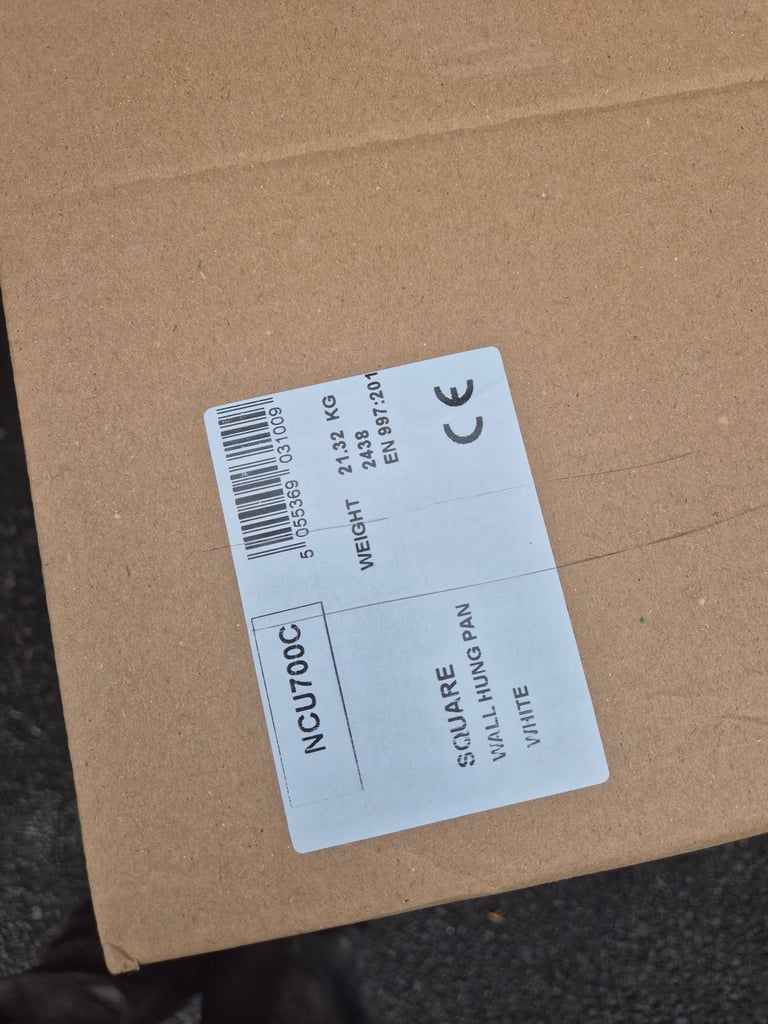 NCU700C
5 055369 031009
WEIGHT 21.32 KG
2438
EN 997:201
SQUARE
WALL HUNG PAN
WHITE
CE